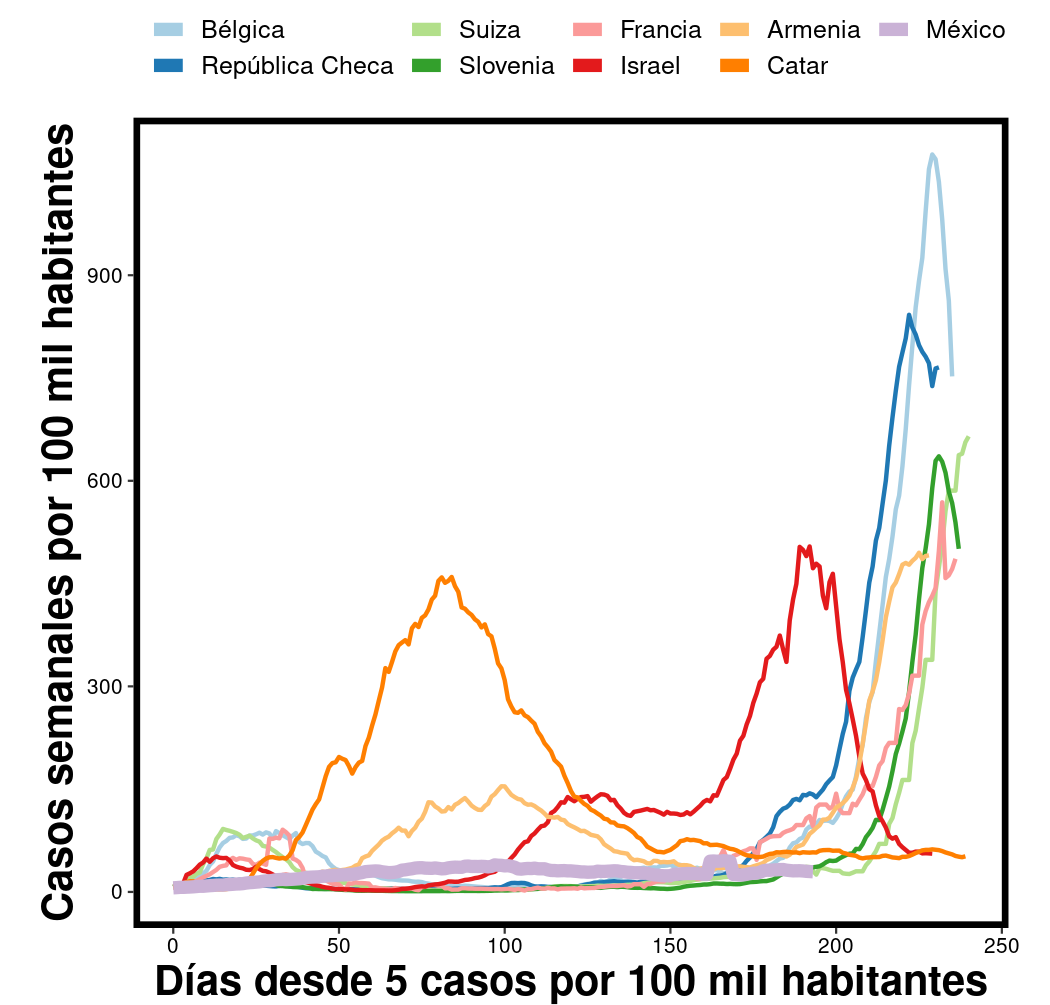 Bélgica Suiza Francia Armenia México
República Checa Slovenia Israel Catar
Casos semanales por 100 mil habitantes
900
600
300
0
0 50 100 150 200 250
Días desde 5 casos por 100 mil habitantes